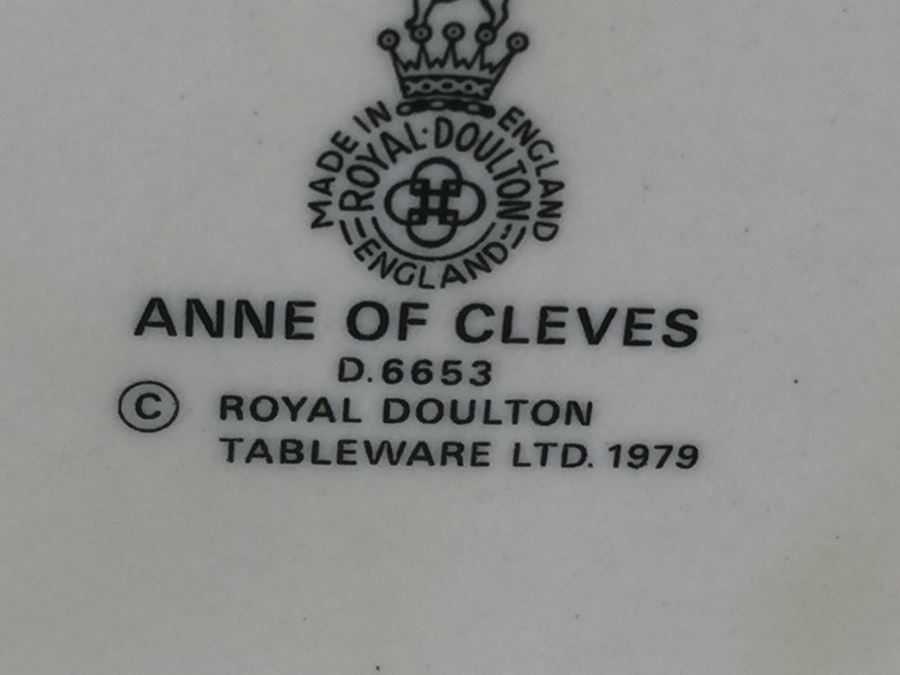 MADE IN ENGLAND
ROYAL·DOULTON
ENGLAND
ANNE OF CLEVES
D.6653
© ROYAL DOULTON
TABLEWARE LTD. 1979